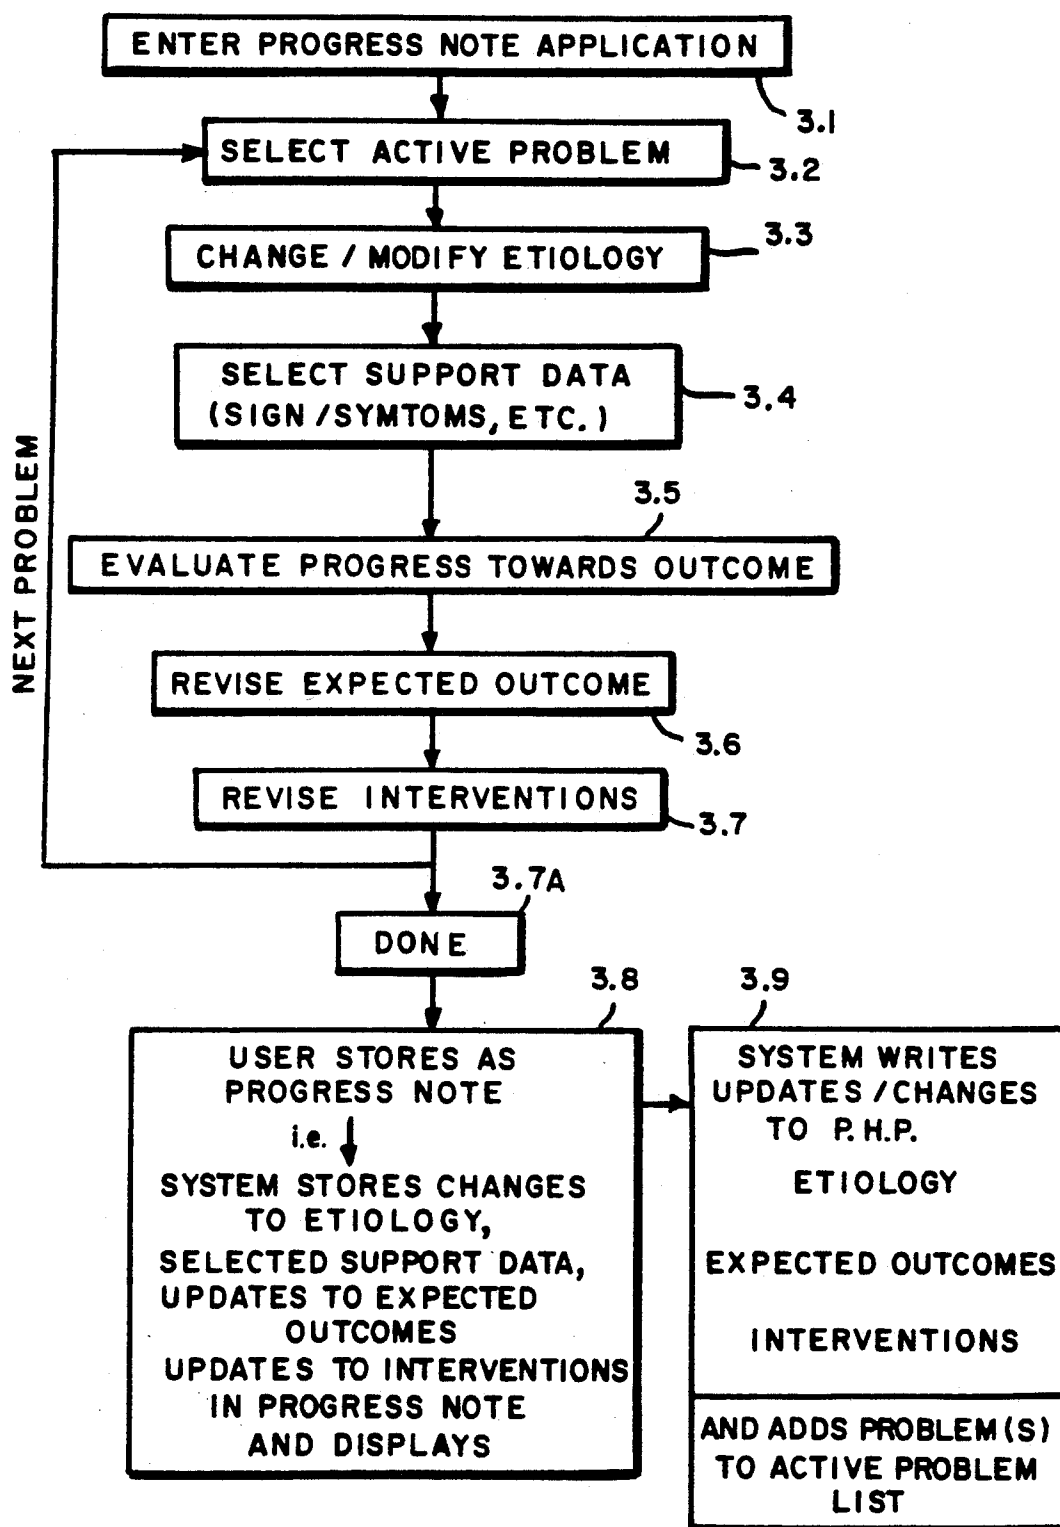 ENTER PROGRESS NOTE APPLICATION
3.1
SELECT ACTIVE PROBLEM
3.2
3.3
CHANGE / MODIFY ETIOLOGY
SELECT SUPPORT DATA
(SIGN /SYMTOMS, ETC.)
3.4
NEXT PROBLEM
3.5
EVALUATE PROGRESS TOWARDS OUTCOME
REVISE EXPECTED OUTCOME
3.6
REVISE INTERVENTIONS
3.7
3.7A
DONE
3.8
USER STORES AS
PROGRESS NOTE
i.e.
SYSTEM STORES CHANGES
TO ETIOLOGY,
SELECTED SUPPORT DATA,
UPDATES TO EXPECTED
OUTCOMES
UPDATES TO INTERVENTIONS
IN PROGRESS NOTE
AND DISPLAYS
3.9
SYSTEM WRITES
UPDATES /CHANGES
TO P.H.P.
ETIOLOGY
EXPECTED OUTCOMES
INTERVENTIONS
AND ADDS PROBLEM(S)
TO ACTIVE PROBLEM
LIST